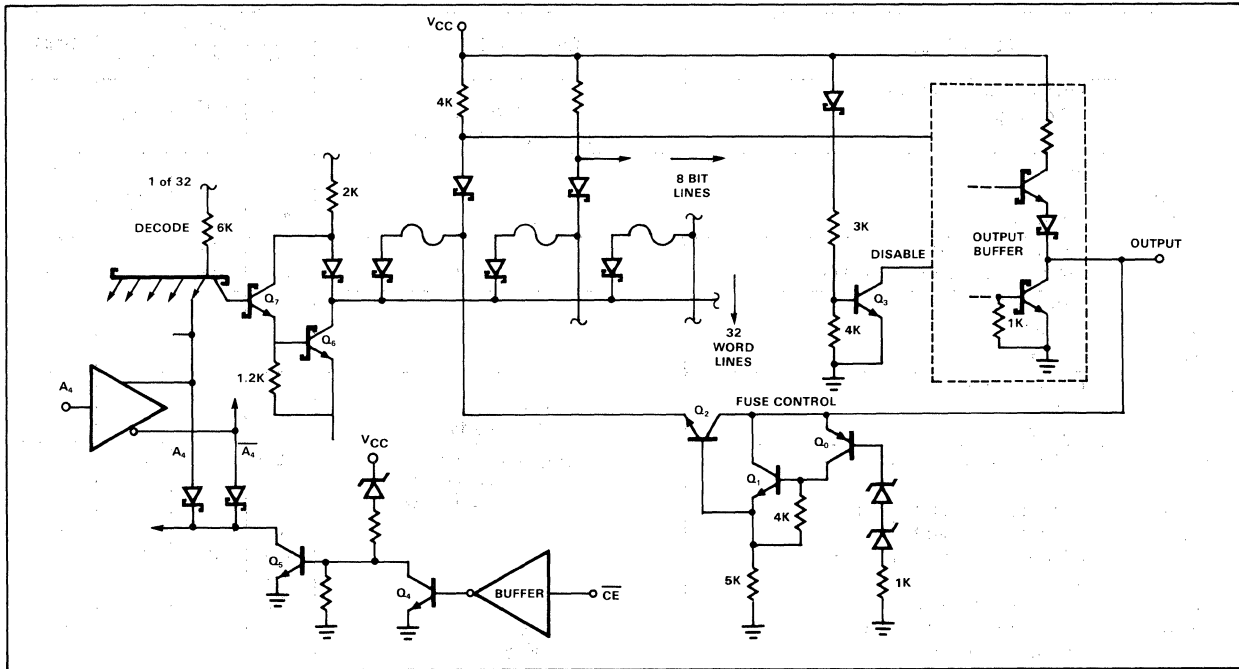 VCC
4K
1 of 32
DECODE
6K
2K
8 BIT
LINES
3K
DISABLE
OUTPUT
BUFFER
OUTPUT
Q7
Q6
Q3
4K
1K
1.2K
32
WORD
LINES
A4
A4
A̅4̅
FUSE CONTROL
Q2
Q0
Q1
4K
5K
1K
VCC
Q5
Q4
BUFFER
C̅E̅